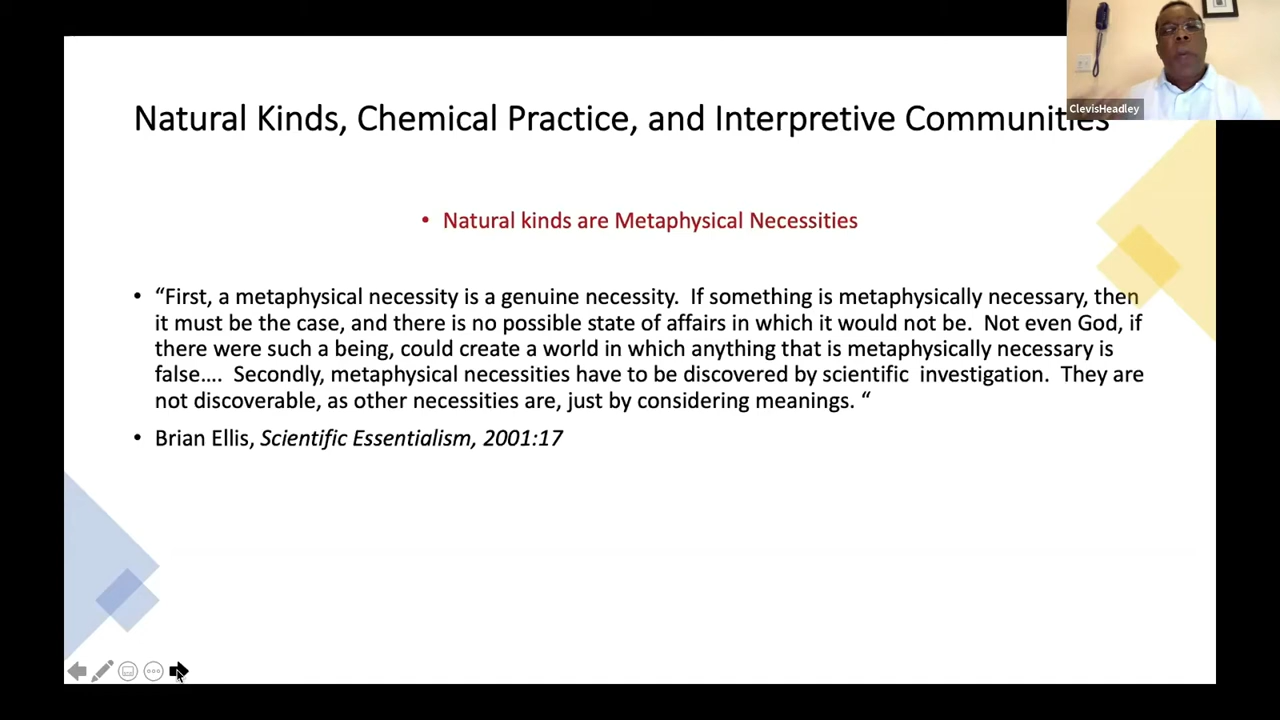 Natural Kinds, Chemical Practice, and Interpretive Communities
ClevisHeadley
• Natural kinds are Metaphysical Necessities
• “First, a metaphysical necessity is a genuine necessity. If something is metaphysically necessary, then
it must be the case, and there is no possible state of affairs in which it would not be. Not even God, if
there were such a being, could create a world in which anything that is metaphysically necessary is
false…. Secondly, metaphysical necessities have to be discovered by scientific investigation. They are
not discoverable, as other necessities are, just by considering meanings. “
• Brian Ellis, Scientific Essentialism, 2001:17